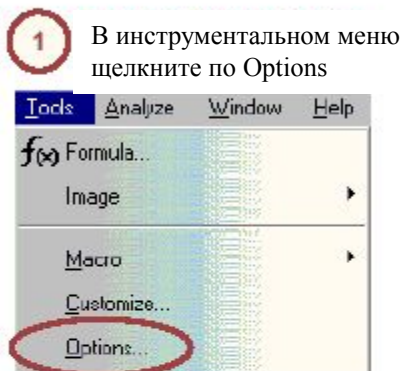 1
В инструментальном меню
щелкните по Options
Tools Analyze Window Help
f(x) Formula...
Image
Macro
Customize...
Options...